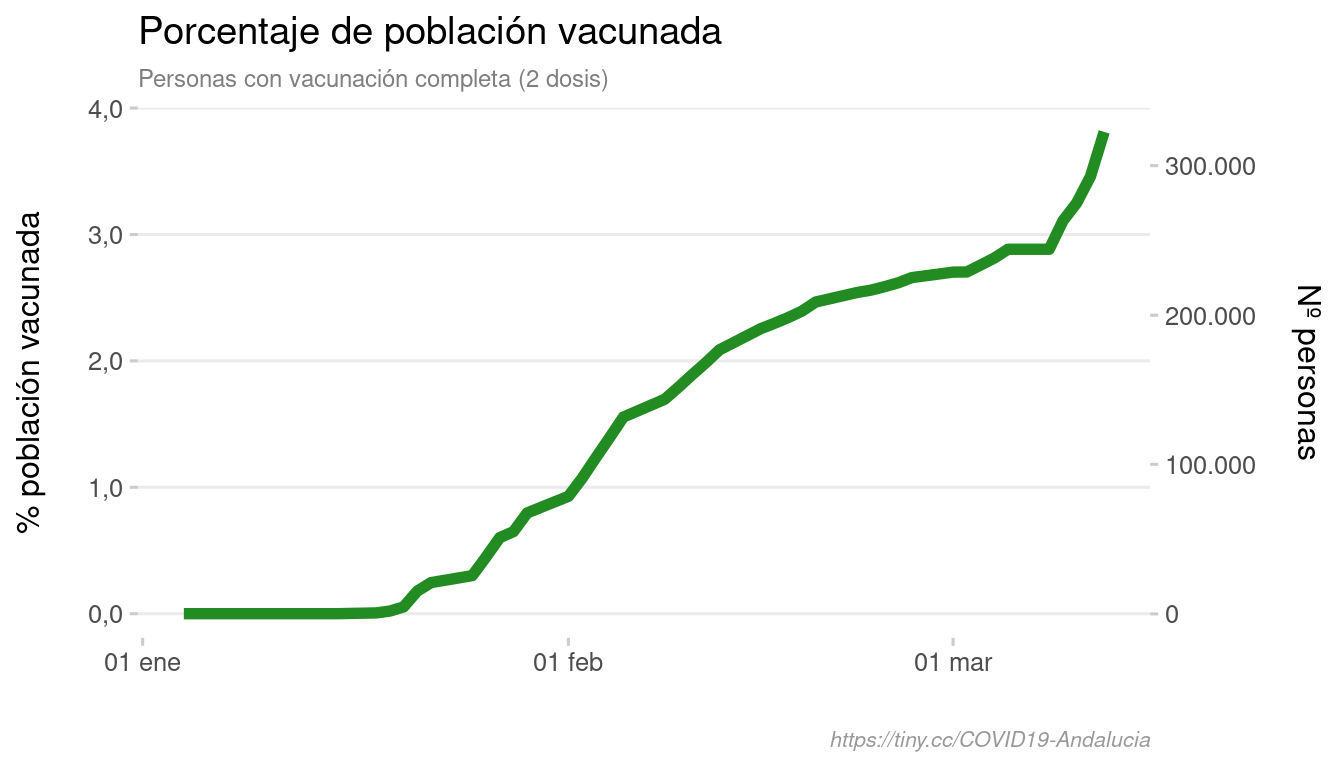 Porcentaje de población vacunada
Personas con vacunación completa (2 dosis)
% población vacunada
4,0
3,0
2,0
1,0
0,0
300.000
200.000
100.000
0
Nº personas
01 ene
01 feb
01 mar
https://tiny.cc/COVID19-Andalucia